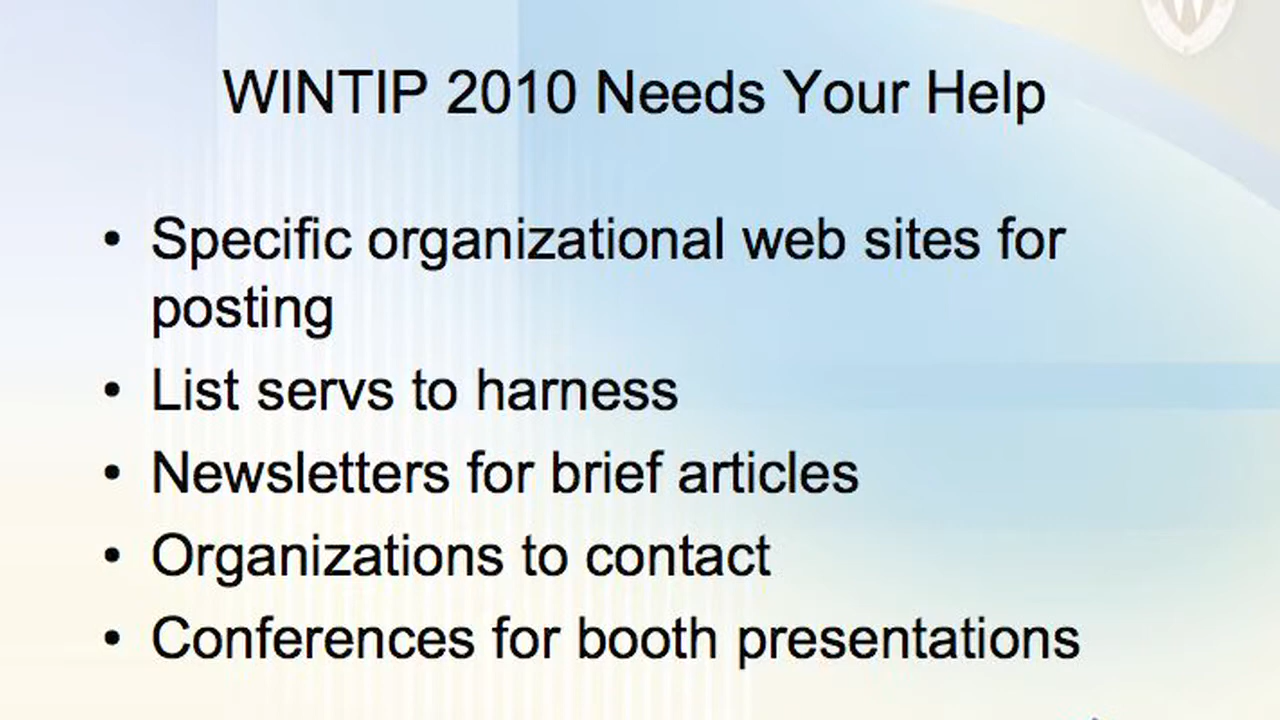 WINTIP 2010 Needs Your Help
• Specific organizational web sites for
posting
• List servs to harness
• Newsletters for brief articles
• Organizations to contact
• Conferences for booth presentations